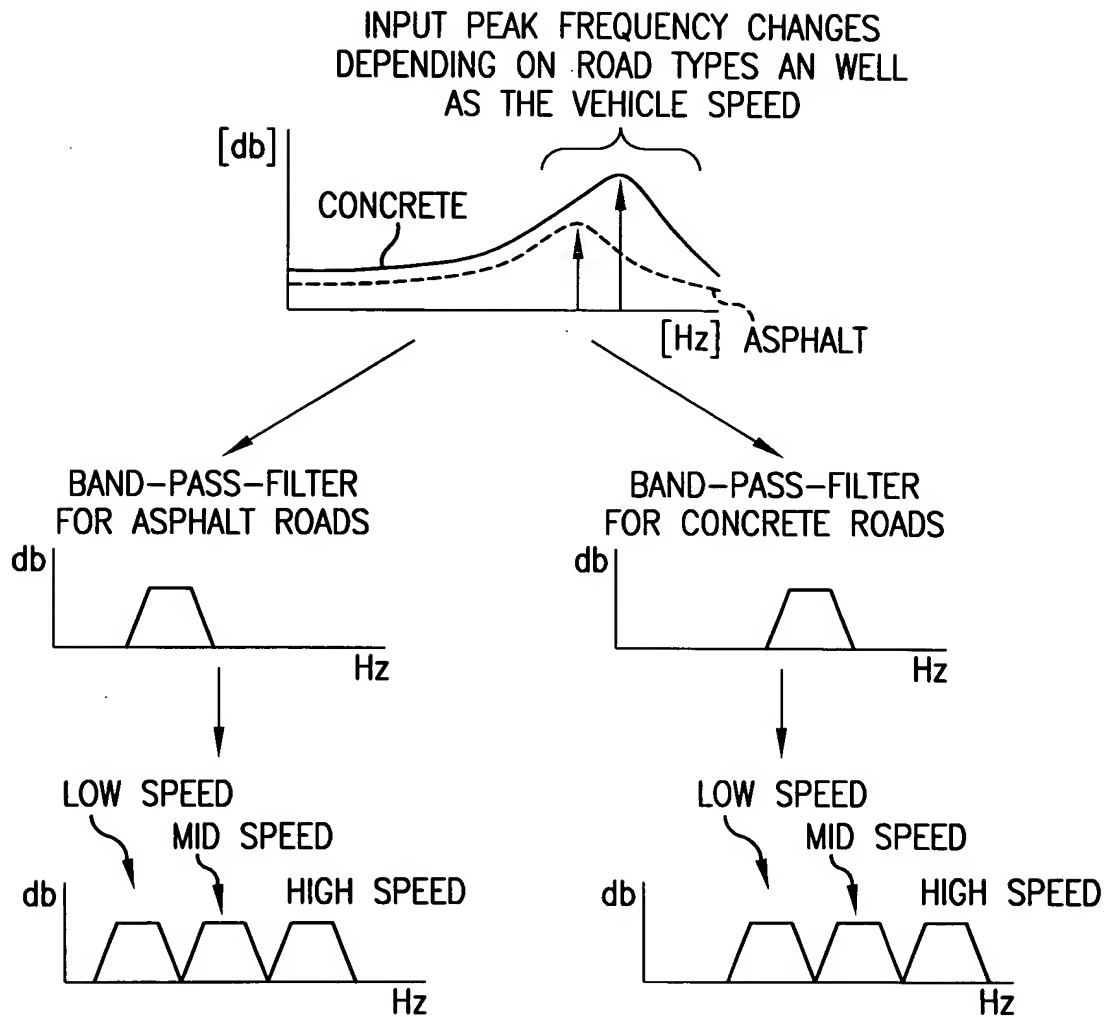 INPUT PEAK FREQUENCY CHANGES
DEPENDING ON ROAD TYPES AN WELL
AS THE VEHICLE SPEED
[db]
CONCRETE
[Hz]
ASPHALT
BAND-PASS-FILTER
FOR ASPHALT ROADS
db
Hz
BAND-PASS-FILTER
FOR CONCRETE ROADS
db
Hz
LOW SPEED
MID SPEED
HIGH SPEED
db
Hz
LOW SPEED
MID SPEED
HIGH SPEED
db
Hz